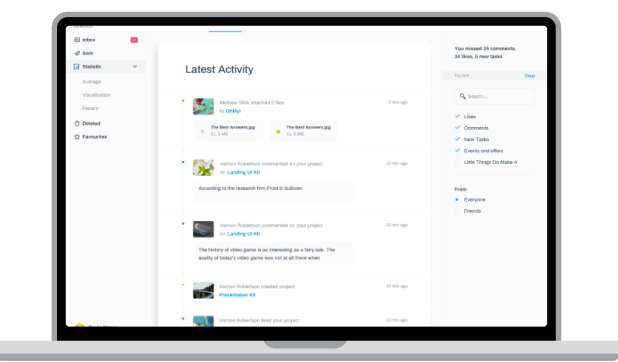 Inbox
Sent
Statistic
Average
Visualisation
Recent
Deleted
Favourites
Latest Activity
Mathew Glick attached 2 files
to OhMy!
5 min ago
The Best Answers.jpg
21, 5 MB
The Best Answers.jpg
21, 5 MB
Vernon Robertson commented on your project
on Landing UI Kit
10 min ago
According to the research firm Frost & Sullivan
Vernon Robertson commented on your project
on Landing UI Kit
10 min ago
The history of video game is as interesting as a fairy tale. The
quality of today's video game was not at all there when
Vernon Robertson created project
Presentation Kit
10 min ago
Vernon Robertson liked your project
10 min ago
You missed 24 comments,
34 likes, 5 new tasks
FILTER
Clear
Search...
Likes
Comments
New Tasks
Events and offers
Little Things Do Make A
From
Everyone
Friends